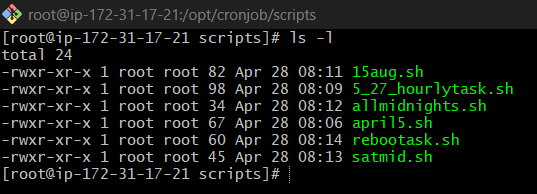 root@ip-172-31-17-21:/opt/cronjob/scripts
[root@ip-172-31-17-21 scripts]# ls -l
total 24
-rwxr-xr-x 1 root root 82 Apr 28 08:11 15aug.sh
-rwxr-xr-x 1 root root 98 Apr 28 08:09 5_27_hourlytask.sh
-rwxr-xr-x 1 root root 34 Apr 28 08:12 allmidnights.sh
-rwxr-xr-x 1 root root 67 Apr 28 08:06 april5.sh
-rwxr-xr-x 1 root root 60 Apr 28 08:14 rebootask.sh
-rwxr-xr-x 1 root root 45 Apr 28 08:13 satmid.sh
[root@ip-172-31-17-21 scripts]#